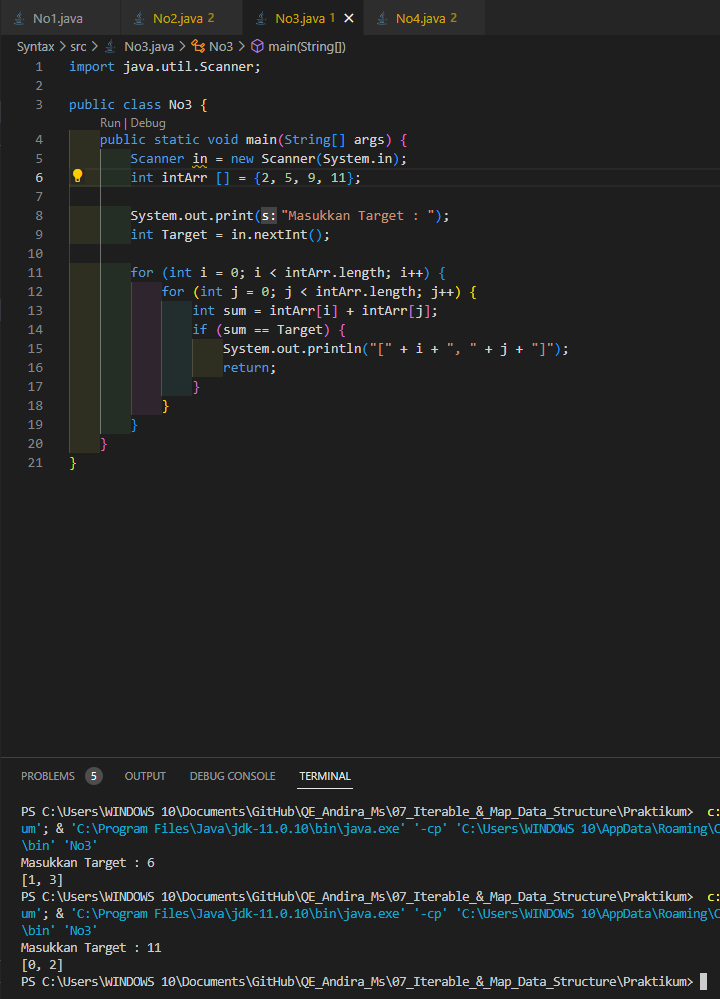 No1.java No2.java 2 No3.java 1 × No4.java 2
Syntax > src > No3.java > No3 > main(String[])
1 import java.util.Scanner;
2
3 public class No3 {
Run | Debug
4 public static void main(String[] args) {
5 Scanner in = new Scanner(System.in);
6 int intArr [] = {2, 5, 9, 11};
7
8 System.out.print(s: "Masukkan Target : ");
9 int Target = in.nextInt();
10
11 for (int i = 0; i < intArr.length; i++) {
12 for (int j = 0; j < intArr.length; j++) {
13 int sum = intArr[i] + intArr[j];
14 if (sum == Target) {
15 System.out.println("[" + i + ", " + j + "]");
16 return;
17 }
18 }
19 }
20 }
21 }
PROBLEMS 5 OUTPUT DEBUG CONSOLE TERMINAL
PS C:\Users\WINDOWS 10\Documents\GitHub\QE_Andira_Ms\07_Iterable_&_Map_Data_Structure\Praktikum> c:
um'; & 'C:\Program Files\Java\jdk-11.0.10\bin\java.exe' '-cp' 'C:\Users\WINDOWS 10\AppData\Roaming\C
\bin' 'No3'
Masukkan Target : 6
[1, 3]
PS C:\Users\WINDOWS 10\Documents\GitHub\QE_Andira_Ms\07_Iterable_&_Map_Data_Structure\Praktikum> c:
um'; & 'C:\Program Files\Java\jdk-11.0.10\bin\java.exe' '-cp' 'C:\Users\WINDOWS 10\AppData\Roaming\C
\bin' 'No3'
Masukkan Target : 11
[0, 2]
PS C:\Users\WINDOWS 10\Documents\GitHub\QE_Andira_Ms\07_Iterable_&_Map_Data_Structure\Praktikum>